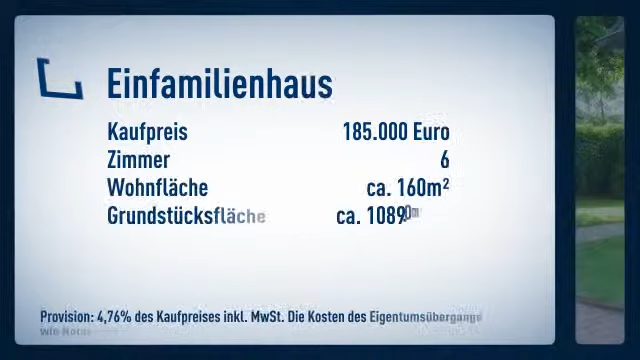 Einfamilienhaus
Kaufpreis 185.000 Euro
Zimmer 6
Wohnfläche ca. 160m²
Grundstücksfläche ca.
Provision: 4,76% des Kaufpreises inkl. MwSt. Die Kosten des Eigentumsübergangs